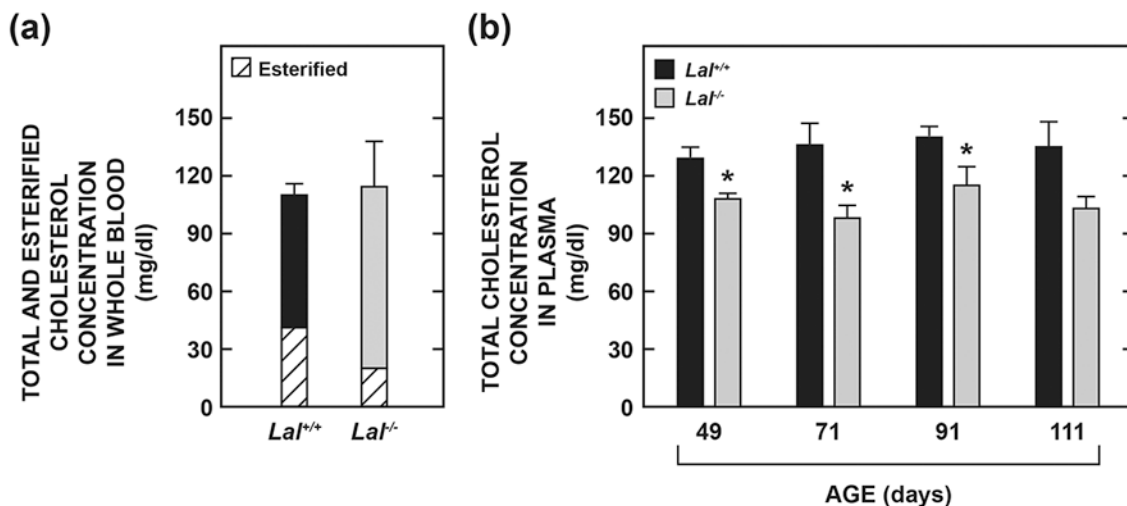 (a)
TOTAL AND ESTERIFIED
CHOLESTEROL
CONCENTRATION
IN WHOLE BLOOD
(mg/dl)
Esterified
150
120
90
60
30
0
Lal+/+ Lal-/-
(b)
TOTAL CHOLESTEROL
CONCENTRATION
IN PLASMA
(mg/dl)
Lal+/+
Lal-/-
150
120
90
60
30
0
* * *
49 71 91 111
AGE (days)